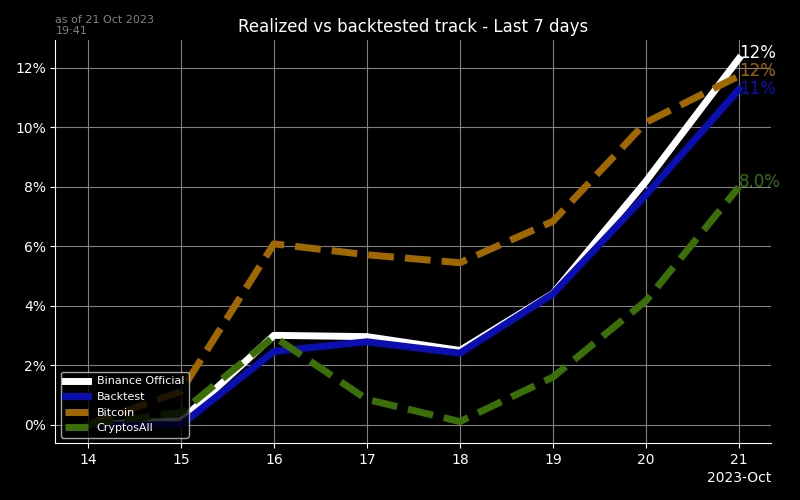 as of 21 Oct 2023
19:41
Realized vs backtested track - Last 7 days
12%
12%
12%
11%
10%
8%
8.0%
6%
4%
2%
0%
Binance Official
Backtest
Bitcoin
CryptosAll
14 15 16 17 18 19 20 21
2023-Oct